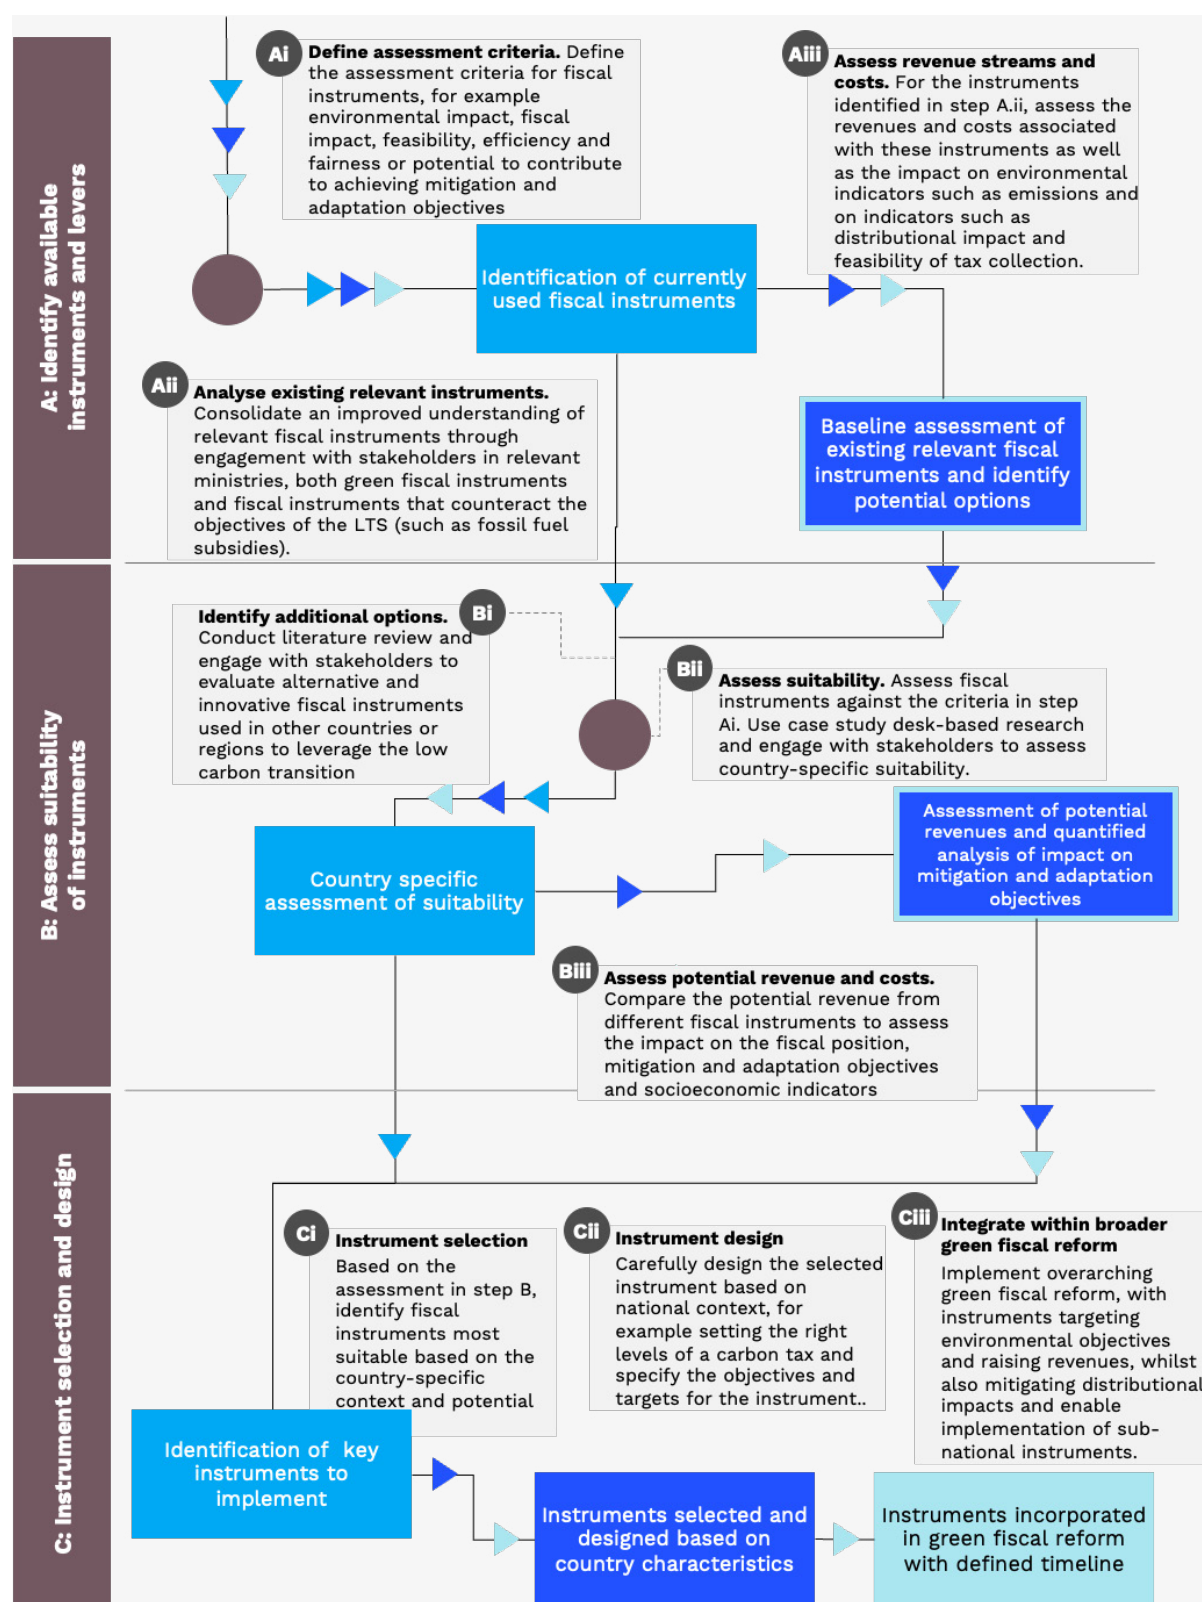 A: Identify available
instruments and levers
Ai
Define assessment criteria. Define
the assessment criteria for fiscal
instruments, for example
environmental impact, fiscal
impact, feasibility, efficiency and
fairness or potential to contribute
to achieving mitigation and
adaptation objectives
Aiii
Assess revenue streams and
costs. For the instruments
identified in step A.ii, assess the
revenues and costs associated
with these instruments as well
as the impact on environmental
indicators such as emissions and
on indicators such as
distributional impact and
feasibility of tax collection.
Identification of currently
used fiscal instruments
Aii
Analyse existing relevant instruments.
Consolidate an improved understanding of
relevant fiscal instruments through
engagement with stakeholders in relevant
ministries, both green fiscal instruments
and fiscal instruments that counteract the
objectives of the LTS (such as fossil fuel
subsidies).
Baseline assessment of
existing relevant fiscal
instruments and identify
potential options
B: Assess suitability
of instruments
Bi
Identify additional options.
Conduct literature review and
engage with stakeholders to
evaluate alternative and
innovative fiscal instruments
used in other countries or
regions to leverage the low
carbon transition
Bii
Assess suitability. Assess fiscal
instruments against the criteria in step
Ai. Use case study desk-based research
and engage with stakeholders to assess
country-specific suitability.
Country specific
assessment of suitability
Assessment of potential
revenues and quantified
analysis of impact on
mitigation and adaptation
objectives
Biii
Assess potential revenue and costs.
Compare the potential revenue from
different fiscal instruments to assess
the impact on the fiscal position,
mitigation and adaptation objectives
and socioeconomic indicators
C: Instrument selection and design
Ci
Instrument selection
Based on the
assessment in step B,
identify fiscal
instruments most
suitable based on the
country-specific
context and potential
Cii
Instrument design
Carefully design the selected
instrument based on
national context, for
example setting the right
levels of a carbon tax and
specify the objectives and
targets for the instrument..
Ciii
Integrate within broader
green fiscal reform
Implement overarching
green fiscal reform, with
instruments targeting
environmental objectives
and raising revenues, whilst
also mitigating distributional
impacts and enable
implementation of sub-
national instruments.
Identification of key
instruments to
implement
Instruments selected and
designed based on
country characteristics
Instruments incorporated
in green fiscal reform
with defined timeline